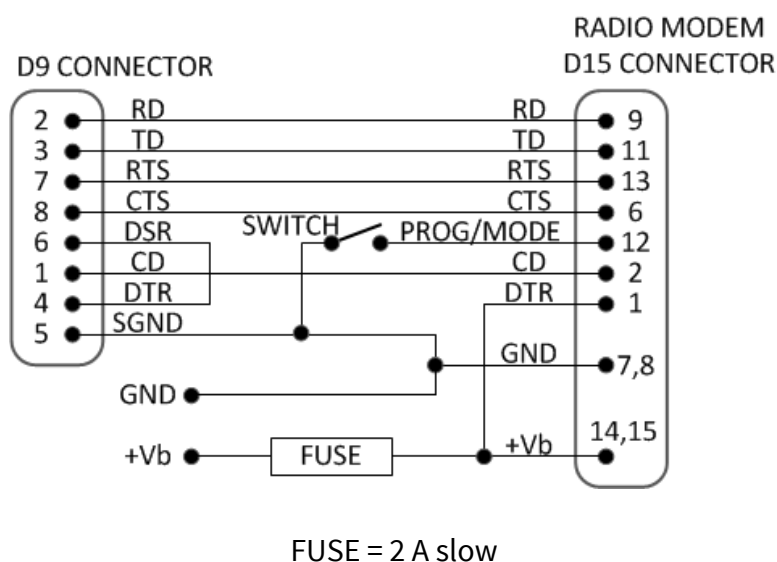 RADIO MODEM
D9 CONNECTOR D15 CONNECTOR
2 RD RD 9
3 TD TD 11
7 RTS RTS 13
8 CTS CTS 6
6 DSR SWITCH PROG/MODE 12
1 CD CD 2
4 DTR DTR 1
5 SGND
GND 7,8
GND
14,15
+Vb FUSE +Vb
FUSE = 2 A slow